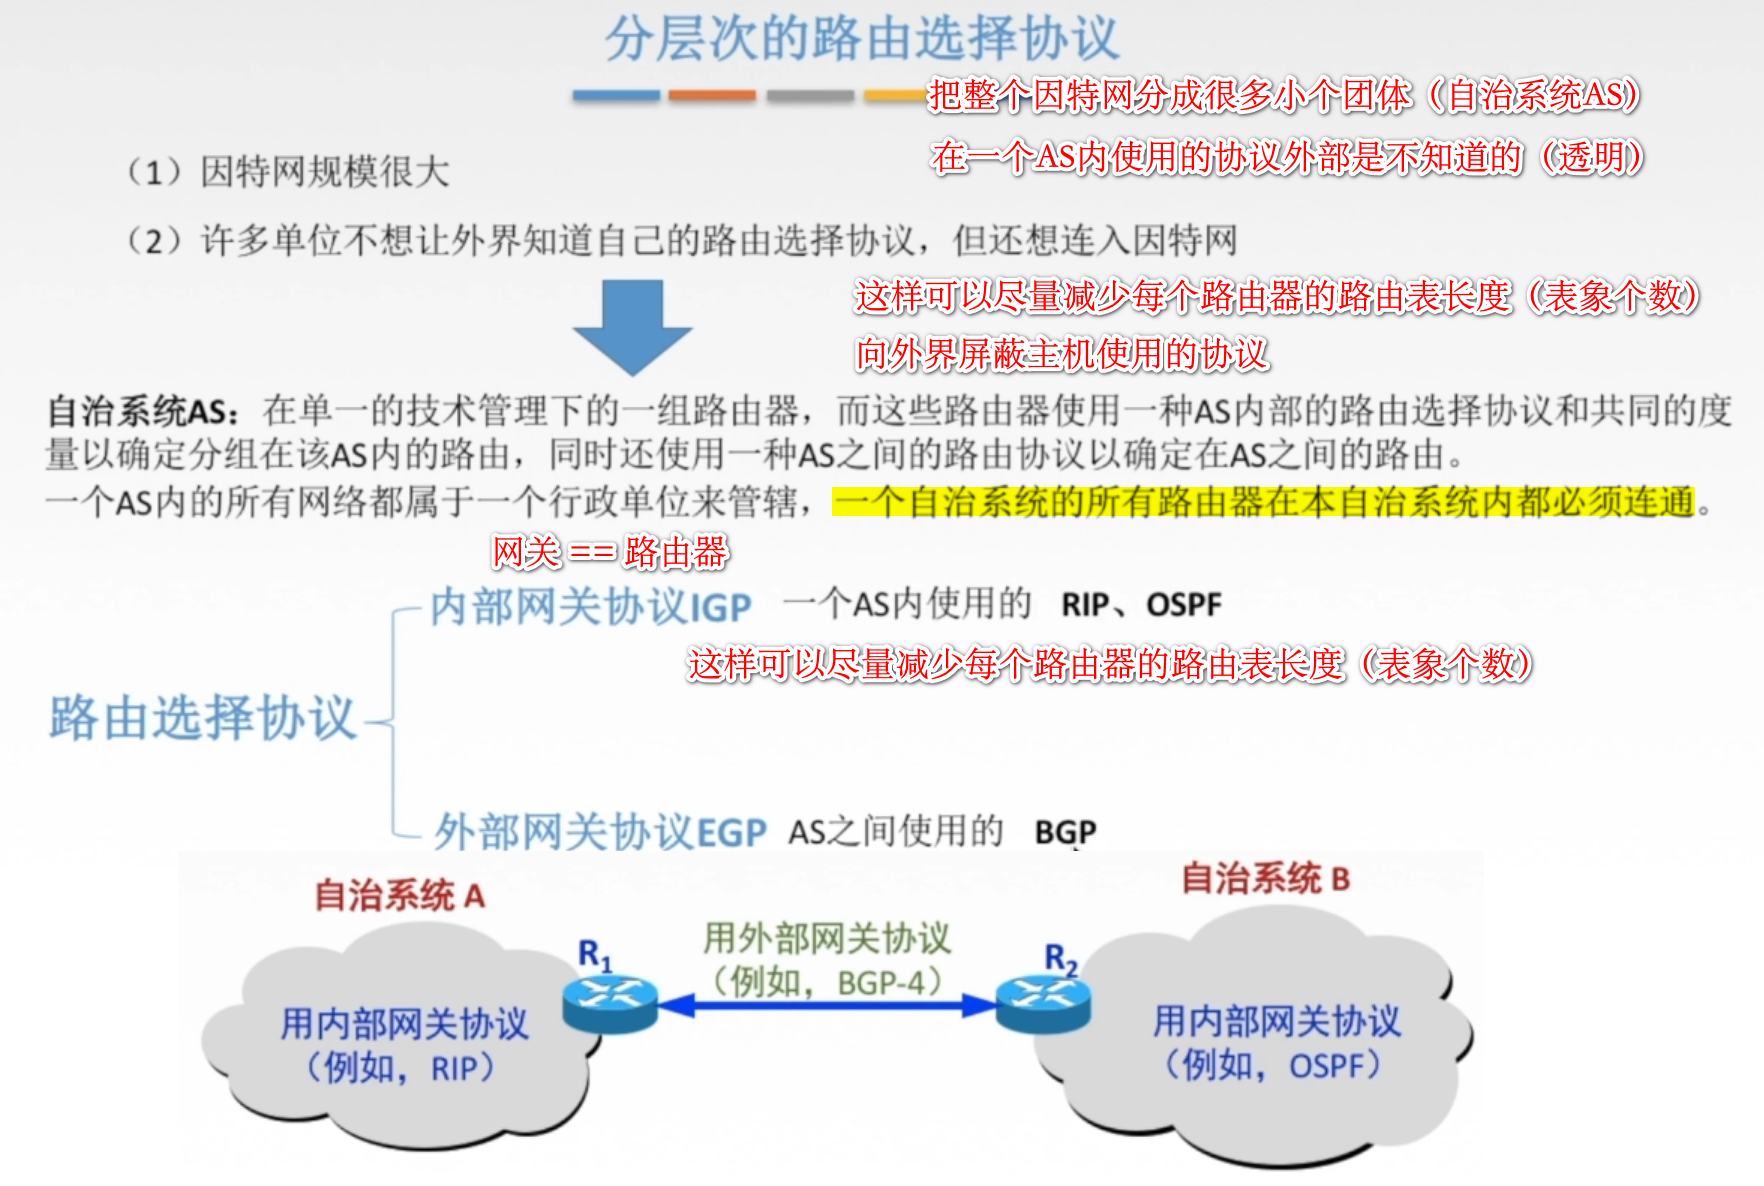 分层次的路由选择协议
把整个因特网分成很多小个团体（自治系统AS）
在一个AS内使用的协议外部是不知道的（透明）
（1）因特网规模很大
（2）许多单位不想让外界知道自己的路由选择协议，但还想连入因特网
这样可以尽量减少每个路由器的路由表长度（表象个数）
向外界屏蔽主机使用的协议
自治系统AS：在单一的技术管理下的一组路由器，而这些路由器使用一种AS内部的路由选择协议和共同的度
量以确定分组在该AS内的路由，同时还使用一种AS之间的路由协议以确定在AS之间的路由。
一个AS内的所有网络都属于一个行政单位来管辖，一个自治系统的所有路由器在本自治系统内都必须连通。
网关 == 路由器
内部网关协议IGP 一个AS内使用的 RIP、OSPF
这样可以尽量减少每个路由器的路由表长度（表象个数）
路由选择协议
外部网关协议EGP AS之间使用的 BGP
自治系统 A
自治系统 B
R1
用外部网关协议
（例如，BGP-4）
R2
用内部网关协议
（例如，RIP）
用内部网关协议
（例如，OSPF）